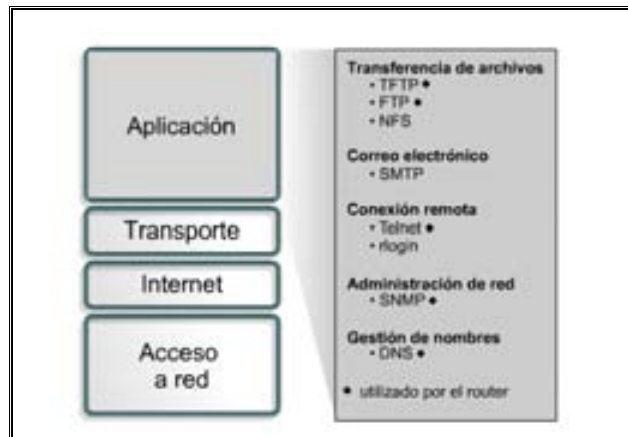 Aplicación
Transporte
Internet
Acceso
a red
Transferencia de archivos
• TFTP •
• FTP •
• NFS
Correo electrónico
• SMTP
Conexión remota
• Telnet •
• rlogin
Administración de red
• SNMP •
Gestión de nombres
• DNS •
• utilizado por el router